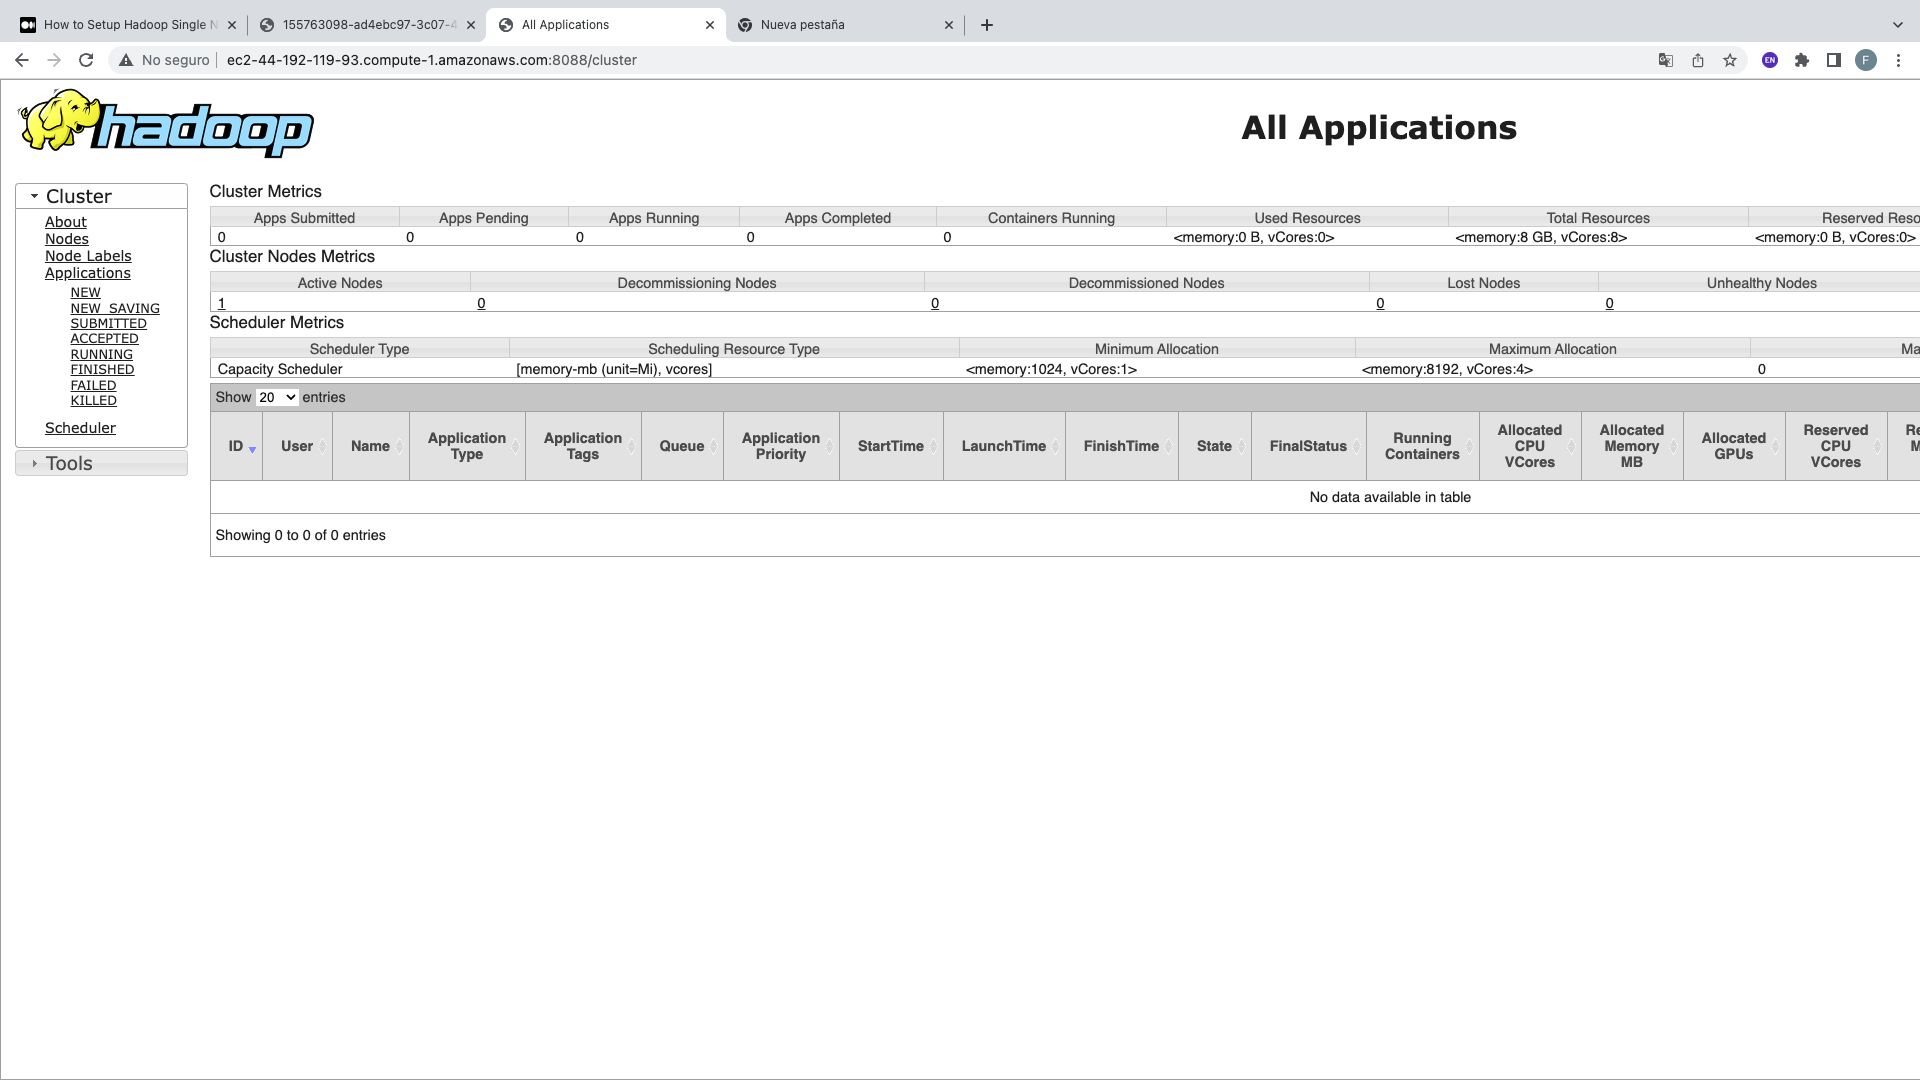 How to Setup Hadoop Single N
155763098-ad4ebc97-3c07-4
All Applications
Nueva pestaña
No seguro
ec2-44-192-119-93.compute-1.amazonaws.com:8088/cluster
EN
F
hadoop
All Applications
Cluster
About
Nodes
Node Labels
Applications
NEW
NEW_SAVING
SUBMITTED
ACCEPTED
RUNNING
FINISHED
FAILED
KILLED
Scheduler
Tools
Cluster Metrics
Apps Submitted Apps Pending Apps Running Apps Completed Containers Running Used Resources Total Resources Reserved Reso
0 0 0 0 0 <memory:0 B, vCores:0> <memory:8 GB, vCores:8> <memory:0 B, vCores:0>
Cluster Nodes Metrics
Active Nodes Decommissioning Nodes Decommissioned Nodes Lost Nodes Unhealthy Nodes
1 0 0 0 0
Scheduler Metrics
Scheduler Type Scheduling Resource Type Minimum Allocation Maximum Allocation Ma
Capacity Scheduler [memory-mb (unit=Mi), vcores] <memory:1024, vCores:1> <memory:8192, vCores:4> 0
Show 20 entries
ID User Name Application Type Application Tags Queue Application Priority StartTime LaunchTime FinishTime State FinalStatus Running Containers Allocated CPU VCores Allocated Memory MB Allocated GPUs Reserved CPU VCores Re M
No data available in table
Showing 0 to 0 of 0 entries